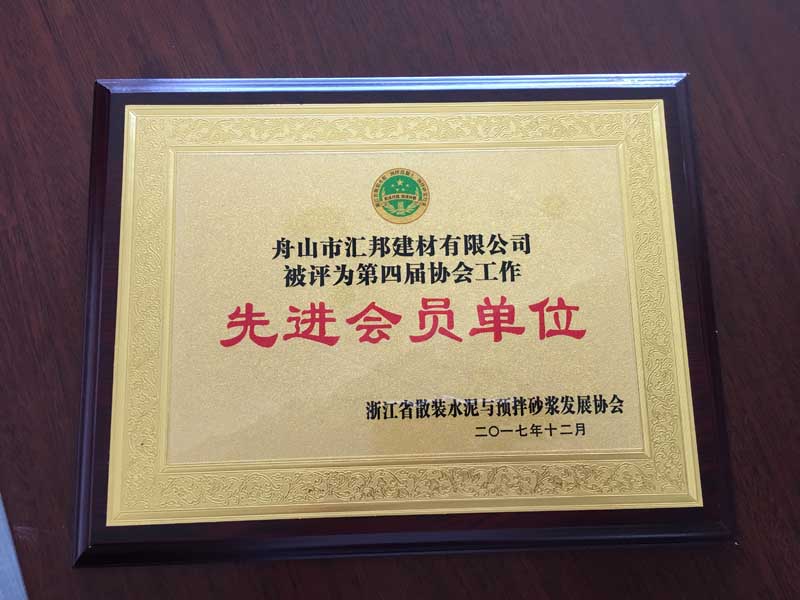 舟山市汇邦建材有限公司
被评为第四届协会工作
先进会员单位
浙江省散装水泥与预拌砂浆发展协会
二〇一七年十二月